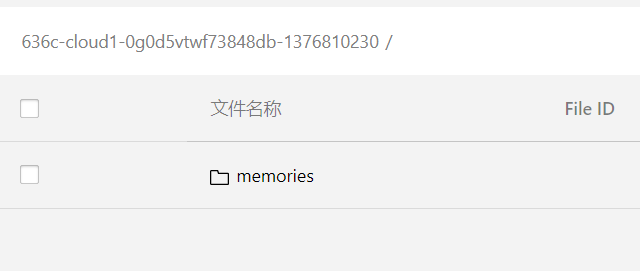 636c-cloud1-0g0d5vtwf73848db-1376810230 /
文件名称 File ID
memories